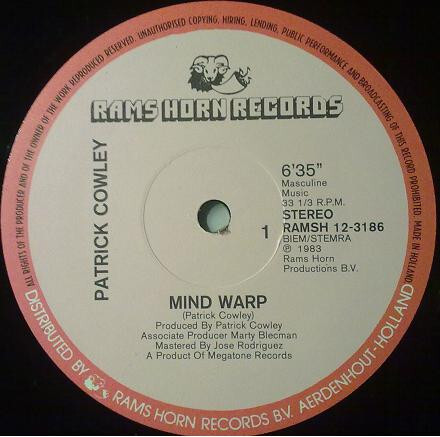 ALL RIGHTS OF THE PRODUCER AND OF THE OWNER OF THE WORK REPRODUCED RESERVED. UNAUTHORISED COPYING, HIRING, LENDING, PUBLIC PERFORMANCE AND BROADCASTING OF THIS RECORD PROHIBITED. MADE IN HOLLAND
RAMS HORN RECORDS
PATRICK COWLEY
6'35"
Masculine
Music
33 1/3 R.P.M.
STEREO
1
RAMSH 12-3186
BIEM/STEMRA
℗ 1983
Rams Horn
Productions B.V.
MIND WARP
(Patrick Cowley)
Produced By Patrick Cowley
Associate Producer Marty Blecman
Mastered By Jose Rodriguez
A Product Of Megatone Records
DISTRIBUTED BY RAMS HORN RECORDS B.V. AERDENHOUT-HOLLAND